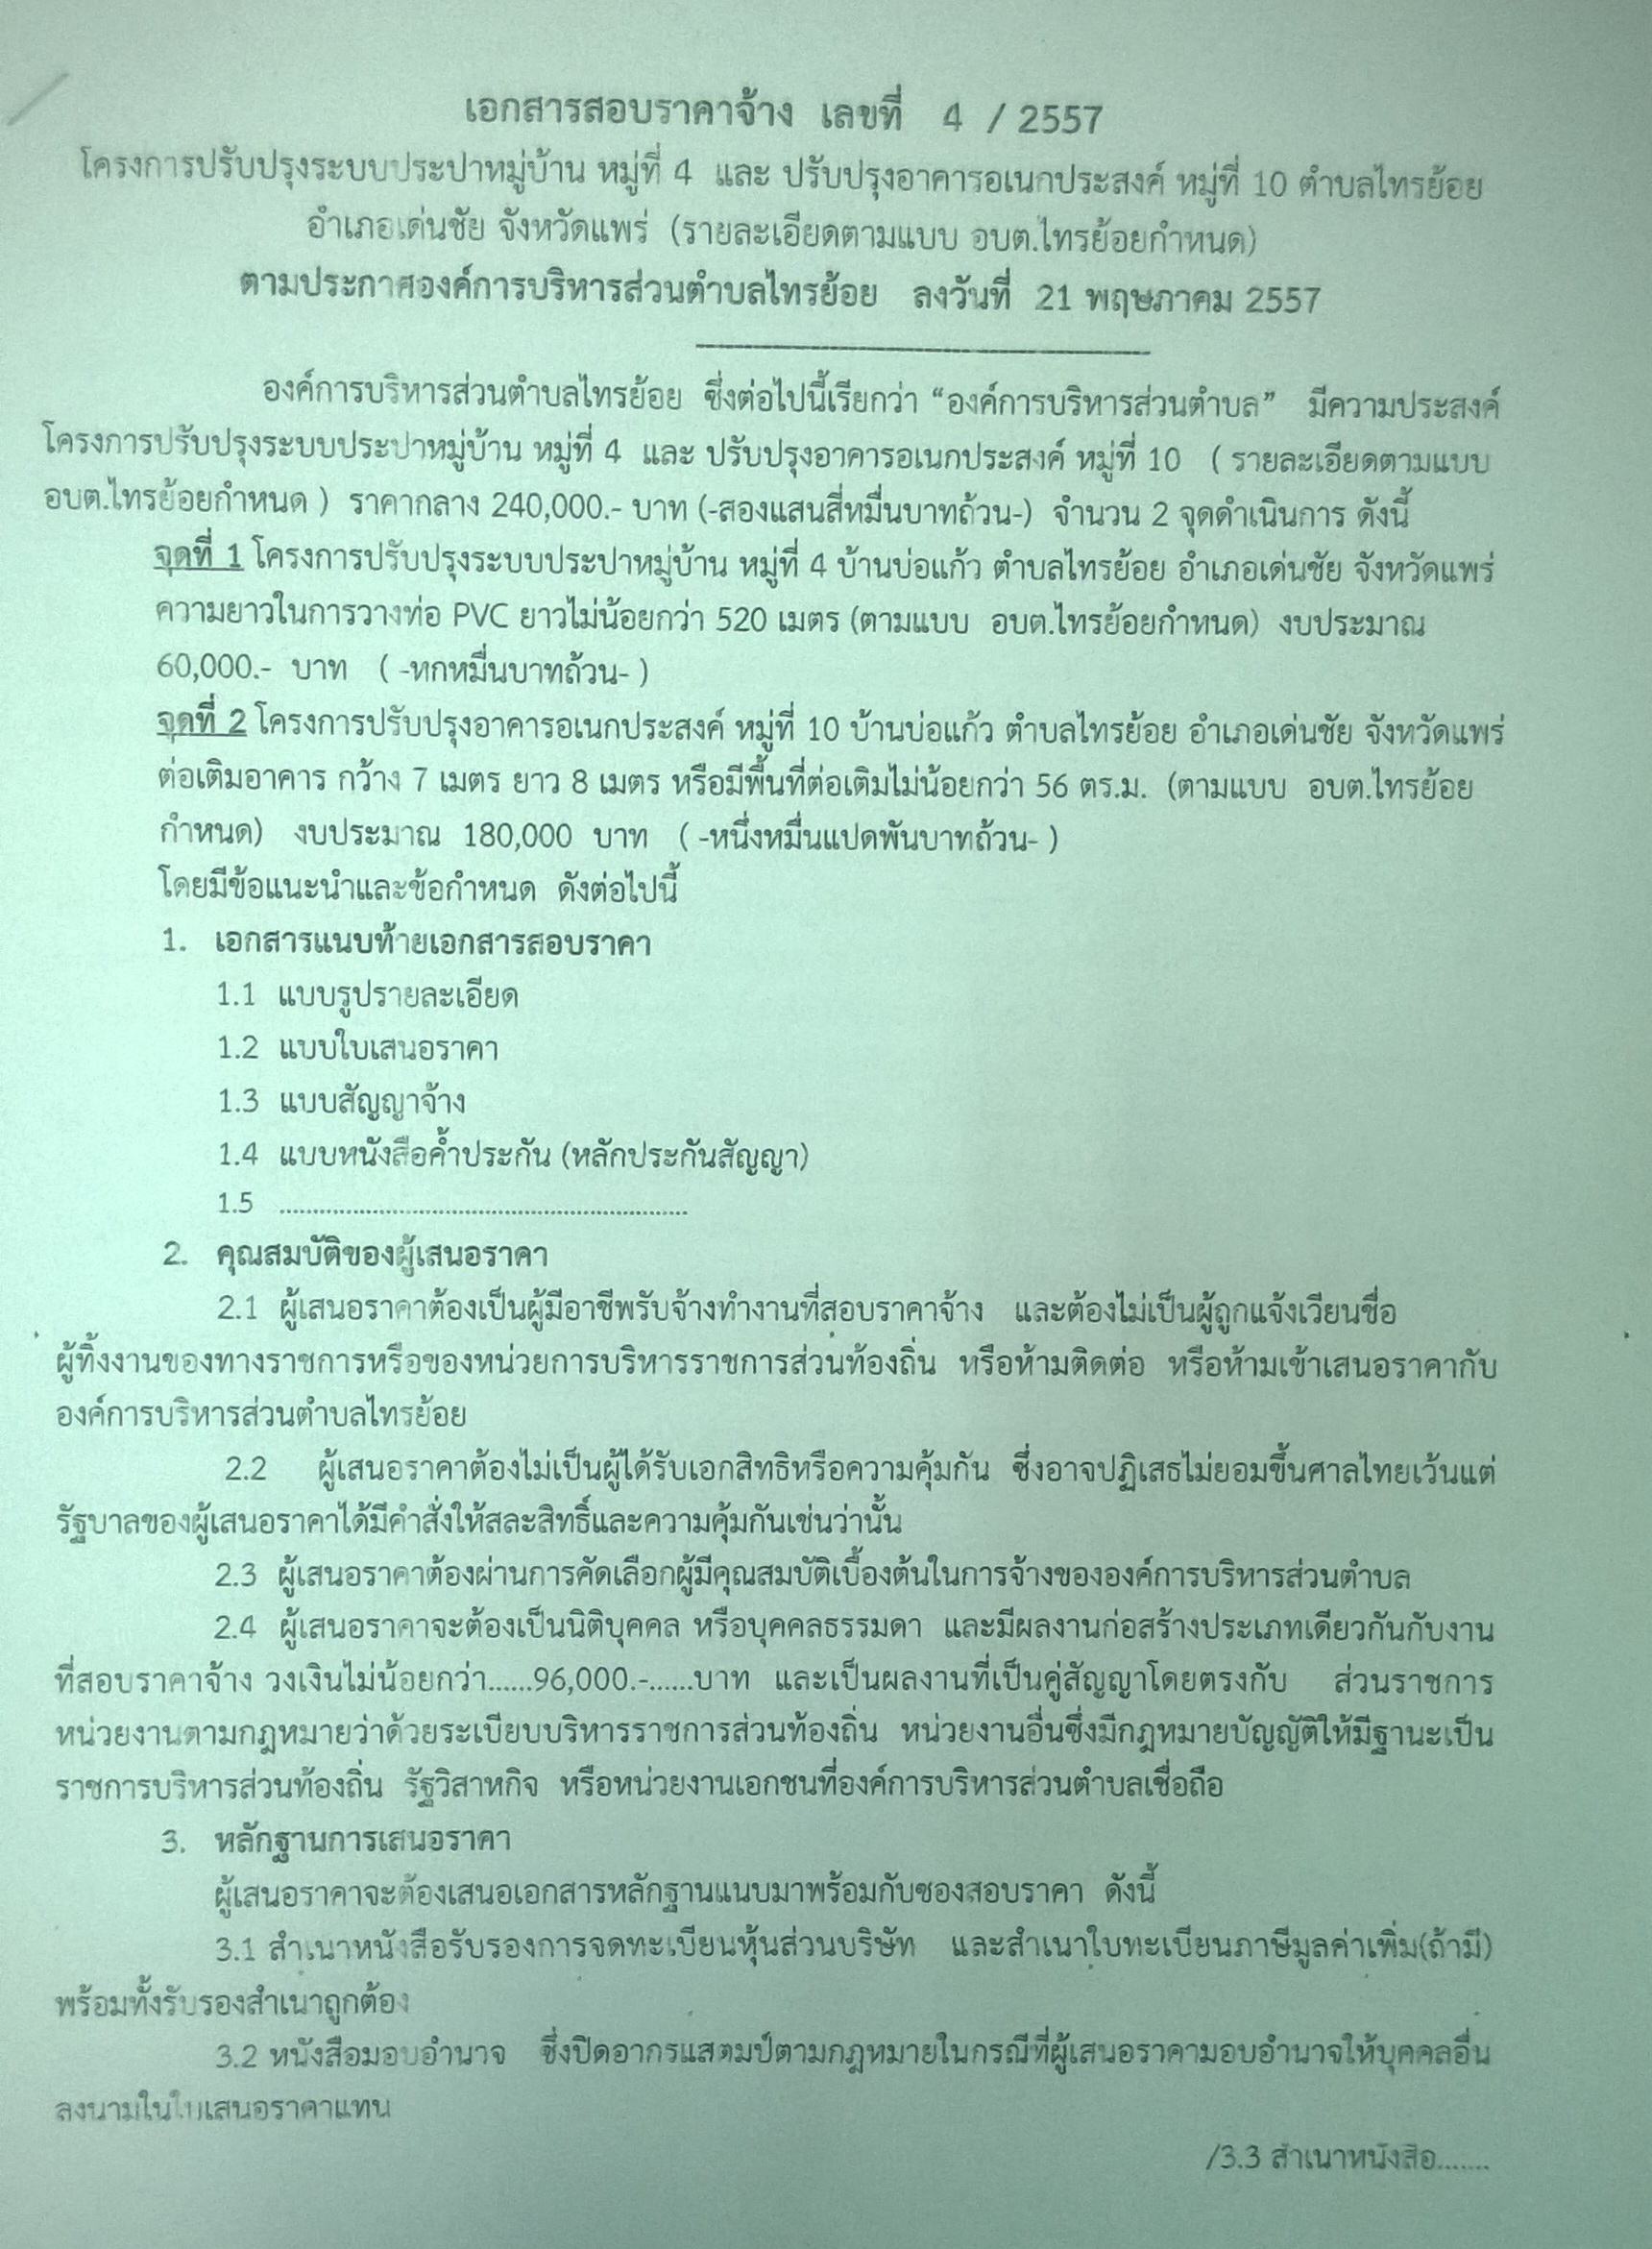 เอกสารสอบราคาจ้าง เลขที่ 4 / 2557
โครงการปรับปรุงระบบประปาหมู่บ้าน หมู่ที่ 4 และ ปรับปรุงอาคารอเนกประสงค์ หมู่ที่ 10 ตำบลไทรย้อย
อำเภอเด่นชัย จังหวัดแพร่ (รายละเอียดตามแบบ อบต.ไทรย้อยกำหนด)
ตามประกาศองค์การบริหารส่วนตำบลไทรย้อย ลงวันที่ 21 พฤษภาคม 2557
องค์การบริหารส่วนตำบลไทรย้อย ซึ่งต่อไปนี้เรียกว่า “องค์การบริหารส่วนตำบล” มีความประสงค์
โครงการปรับปรุงระบบประปาหมู่บ้าน หมู่ที่ 4 และ ปรับปรุงอาคารอเนกประสงค์ หมู่ที่ 10 ( รายละเอียดตามแบบ
อบต.ไทรย้อยกำหนด ) ราคากลาง 240,000.- บาท (-สองแสนสี่หมื่นบาทถ้วน-) จำนวน 2 จุดดำเนินการ ดังนี้
จุดที่ 1 โครงการปรับปรุงระบบประปาหมู่บ้าน หมู่ที่ 4 บ้านบ่อแก้ว ตำบลไทรย้อย อำเภอเด่นชัย จังหวัดแพร่
ความยาวในการวางท่อ PVC ยาวไม่น้อยกว่า 520 เมตร (ตามแบบ อบต.ไทรย้อยกำหนด) งบประมาณ
60,000.- บาท ( -หกหมื่นบาทถ้วน- )
จุดที่ 2 โครงการปรับปรุงอาคารอเนกประสงค์ หมู่ที่ 10 บ้านบ่อแก้ว ตำบลไทรย้อย อำเภอเด่นชัย จังหวัดแพร่
ต่อเติมอาคาร กว้าง 7 เมตร ยาว 8 เมตร หรือมีพื้นที่ต่อเติมไม่น้อยกว่า 56 ตร.ม. (ตามแบบ อบต.ไทรย้อย
กำหนด) งบประมาณ 180,000 บาท ( -หนึ่งหมื่นแปดพันบาทถ้วน- )
โดยมีข้อแนะนำและข้อกำหนด ดังต่อไปนี้
1. เอกสารแนบท้ายเอกสารสอบราคา
1.1 แบบรูปรายละเอียด
1.2 แบบใบเสนอราคา
1.3 แบบสัญญาจ้าง
1.4 แบบหนังสือค้ำประกัน (หลักประกันสัญญา)
1.5 ..............................................................
2. คุณสมบัติของผู้เสนอราคา
2.1 ผู้เสนอราคาต้องเป็นผู้มีอาชีพรับจ้างทำงานที่สอบราคาจ้าง และต้องไม่เป็นผู้ถูกแจ้งเวียนชื่อ
ผู้ทิ้งงานของทางราชการหรือของหน่วยการบริหารราชการส่วนท้องถิ่น หรือห้ามติดต่อ หรือห้ามเข้าเสนอราคากับ
องค์การบริหารส่วนตำบลไทรย้อย
2.2 ผู้เสนอราคาต้องไม่เป็นผู้ได้รับเอกสิทธิหรือความคุ้มกัน ซึ่งอาจปฏิเสธไม่ยอมขึ้นศาลไทยเว้นแต่
รัฐบาลของผู้เสนอราคาได้มีคำสั่งให้สละสิทธิ์และความคุ้มกันเช่นว่านั้น
2.3 ผู้เสนอราคาต้องผ่านการคัดเลือกผู้มีคุณสมบัติเบื้องต้นในการจ้างขององค์การบริหารส่วนตำบล
2.4 ผู้เสนอราคาจะต้องเป็นนิติบุคคล หรือบุคคลธรรมดา และมีผลงานก่อสร้างประเภทเดียวกันกับงาน
ที่สอบราคาจ้าง วงเงินไม่น้อยกว่า......96,000.-......บาท และเป็นผลงานที่เป็นคู่สัญญาโดยตรงกับ ส่วนราชการ
หน่วยงานตามกฎหมายว่าด้วยระเบียบบริหารราชการส่วนท้องถิ่น หน่วยงานอื่นซึ่งมีกฎหมายบัญญัติให้มีฐานะเป็น
ราชการบริหารส่วนท้องถิ่น รัฐวิสาหกิจ หรือหน่วยงานเอกชนที่องค์การบริหารส่วนตำบลเชื่อถือ
3. หลักฐานการเสนอราคา
ผู้เสนอราคาจะต้องเสนอเอกสารหลักฐานแนบมาพร้อมกับซองสอบราคา ดังนี้
3.1 สำเนาหนังสือรับรองการจดทะเบียนหุ้นส่วนบริษัท และสำเนาใบทะเบียนภาษีมูลค่าเพิ่ม(ถ้ามี)
พร้อมทั้งรับรองสำเนาถูกต้อง
3.2 หนังสือมอบอำนาจ ซึ่งปิดอากรแสตมป์ตามกฎหมายในกรณีที่ผู้เสนอราคามอบอำนาจให้บุคคลอื่น
ลงนามในใบเสนอราคาแทน
/3.3 สำเนาหนังสือ.......